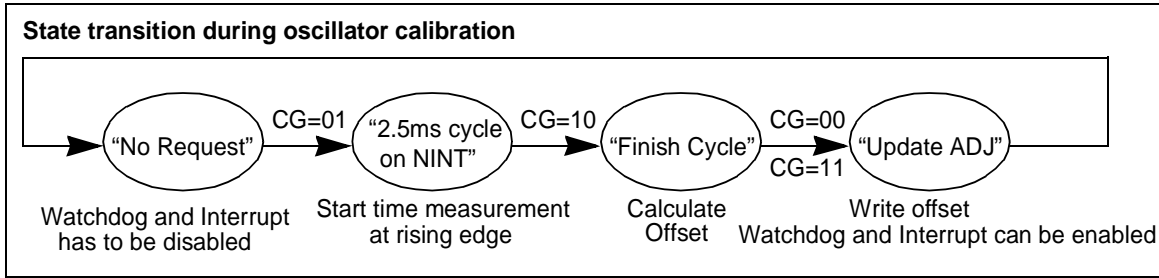 State transition during oscillator calibration
“No Request”
CG=01
“2.5ms cycle
on NINT”
CG=10
“Finish Cycle”
CG=00
CG=11
“Update ADJ”
Watchdog and Interrupt
has to be disabled
Start time measurement
at rising edge
Calculate
Offset
Write offset
Watchdog and Interrupt can be enabled